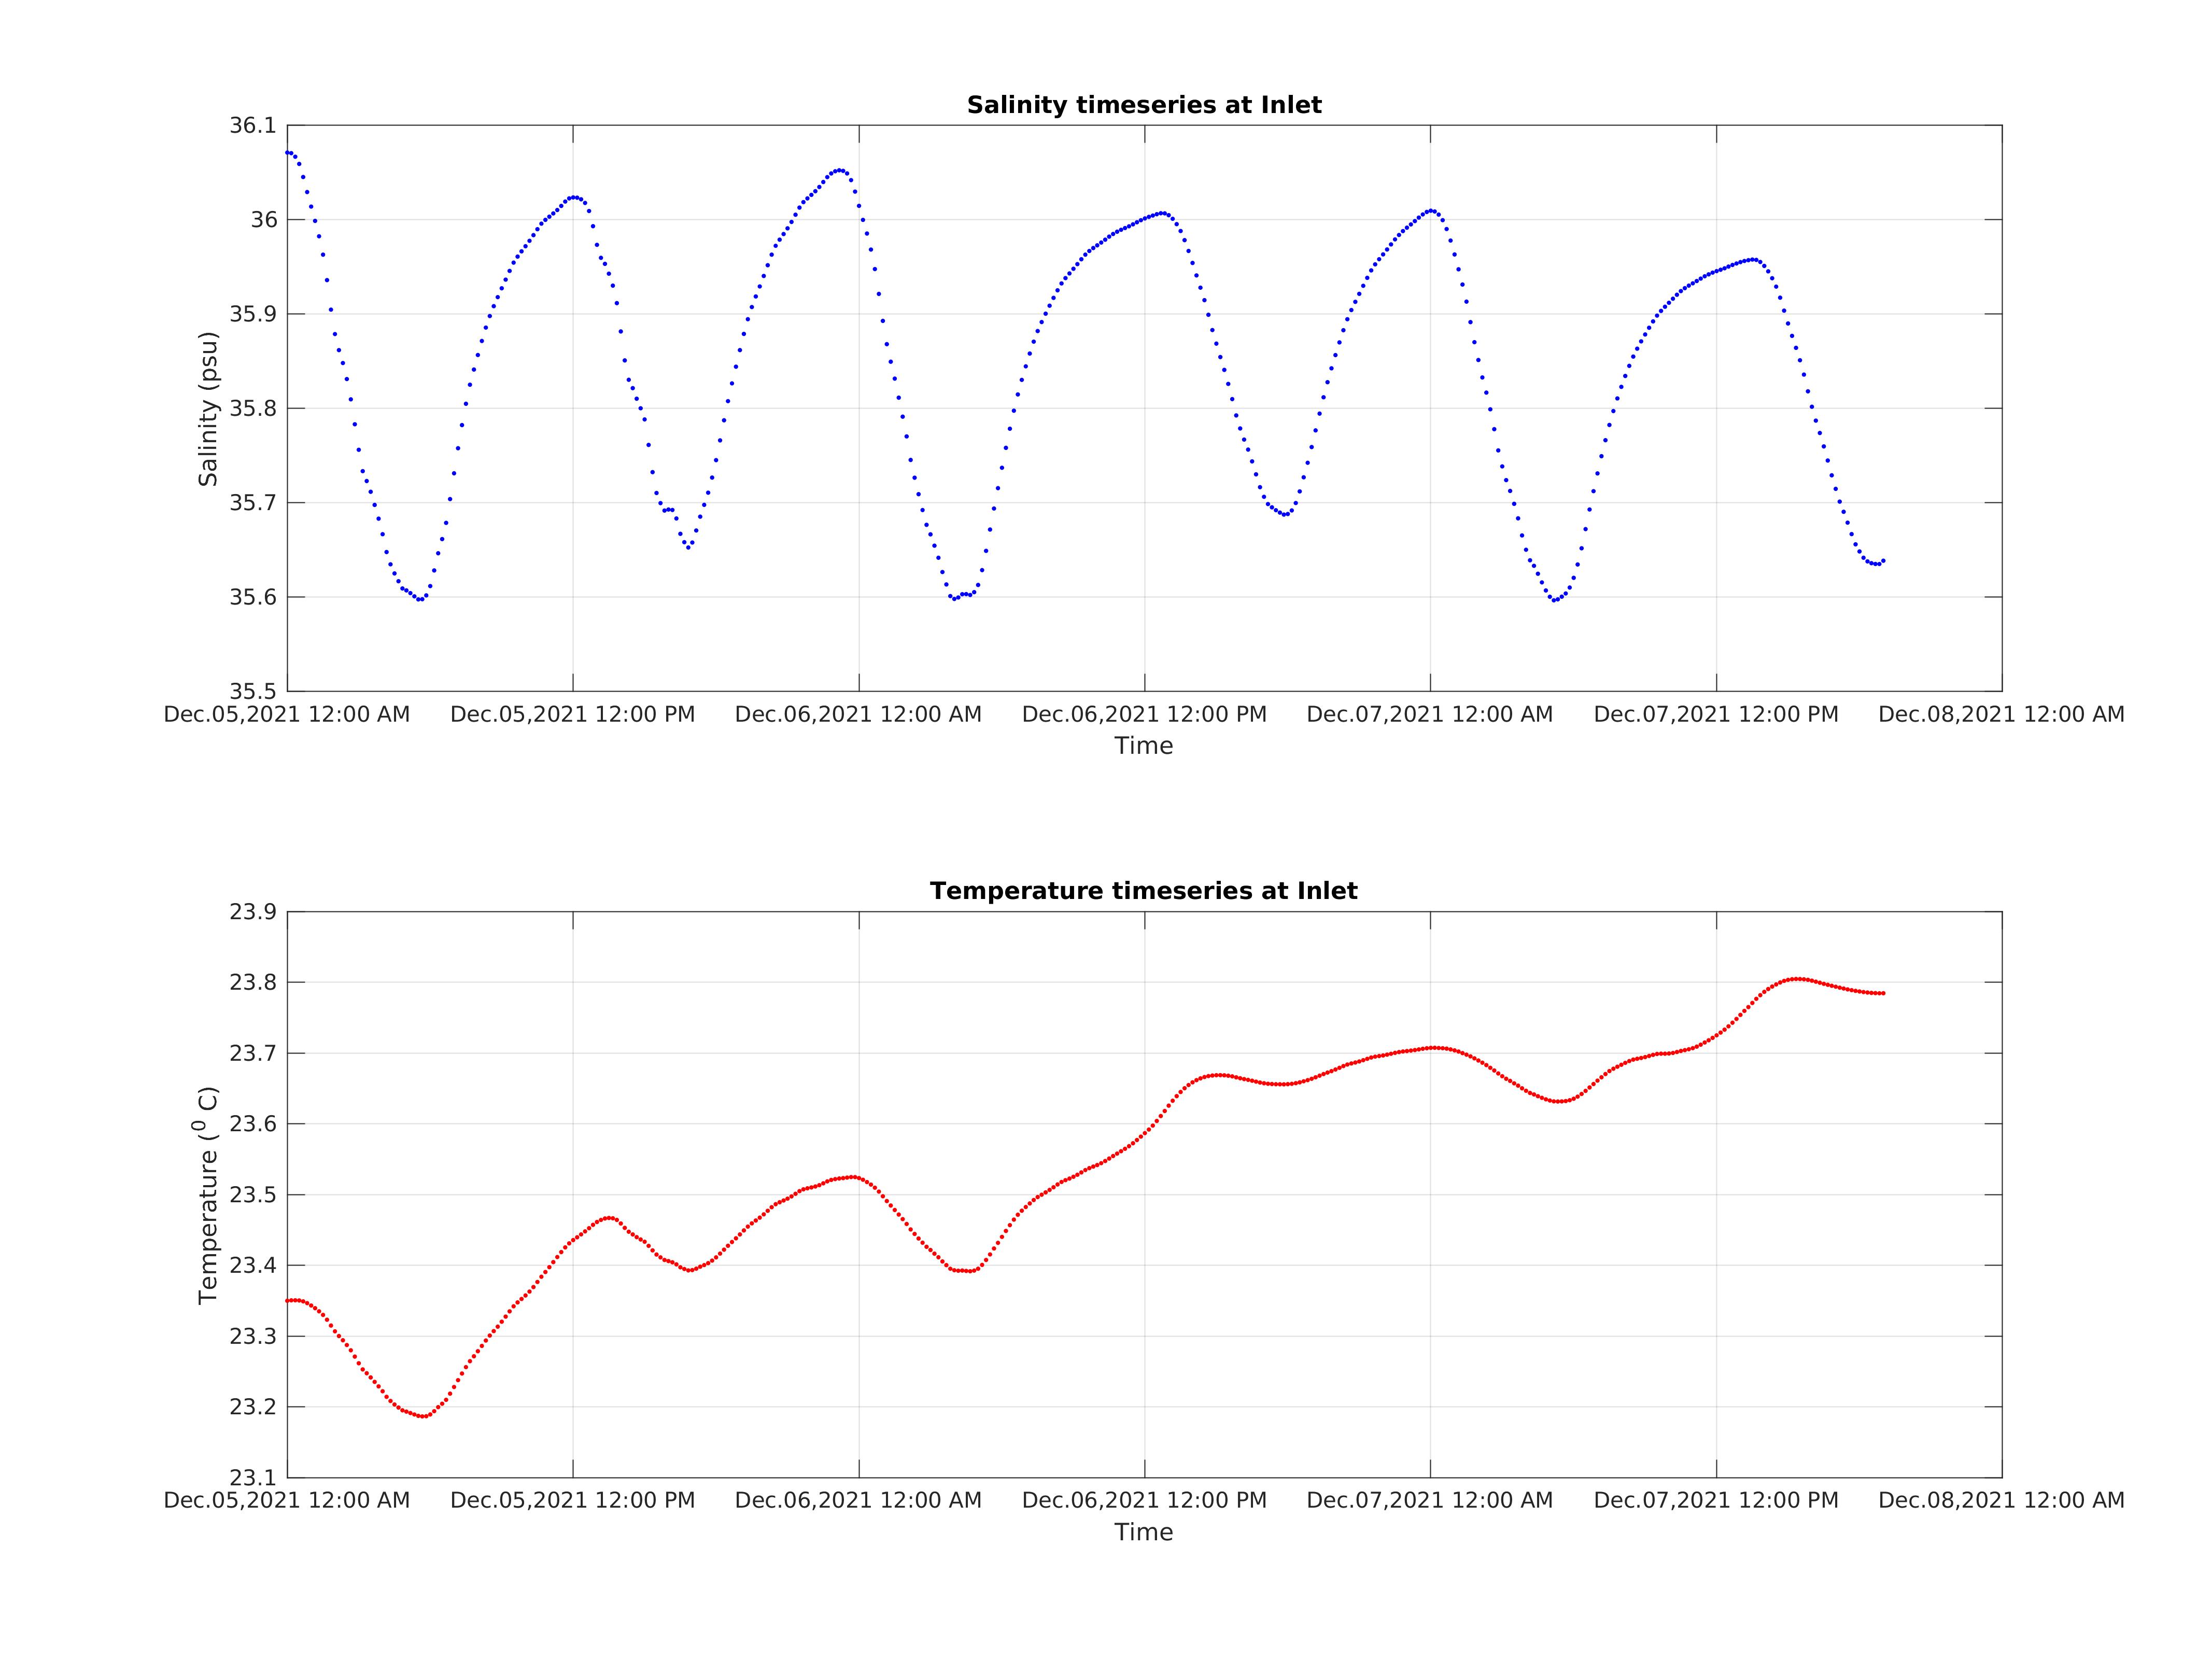 Salinity timeseries at Inlet
36.1
36
35.9
35.8
35.7
35.6
35.5
Salinity (psu)
Dec.05,2021 12:00 AM Dec.05,2021 12:00 PM Dec.06,2021 12:00 AM Dec.06,2021 12:00 PM Dec.07,2021 12:00 AM Dec.07,2021 12:00 PM Dec.08,2021 12:00 AM
Time
Temperature timeseries at Inlet
23.9
23.8
23.7
23.6
23.5
23.4
23.3
23.2
23.1
Temperature (⁰ C)
Dec.05,2021 12:00 AM Dec.05,2021 12:00 PM Dec.06,2021 12:00 AM Dec.06,2021 12:00 PM Dec.07,2021 12:00 AM Dec.07,2021 12:00 PM Dec.08,2021 12:00 AM
Time